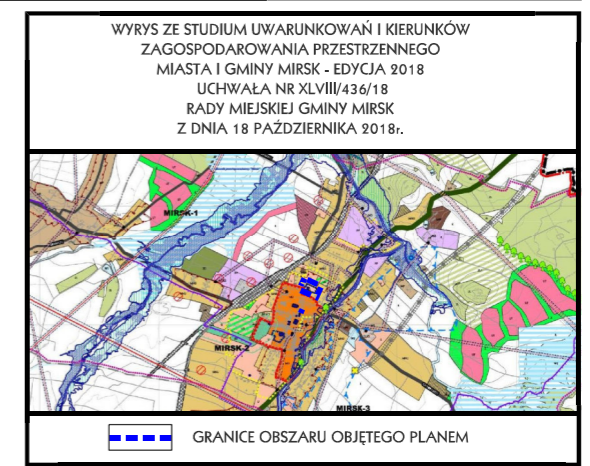 WYRYS ZE STUDIUM UWARUNKOWAŃ I KIERUNKÓW
ZAGOSPODAROWANIA PRZESTRZENNEGO
MIASTA I GMINY MIRSK - EDYCJA 2018
UCHWAŁA NR XLVIII/436/18
RADY MIEJSKIEJ GMINY MIRSK
Z DNIA 18 PAŹDZIERNIKA 2018r.
MIRSK-1
MIRSK-2
MIRSK-3
GRANICE OBSZARU OBJĘTEGO PLANEM